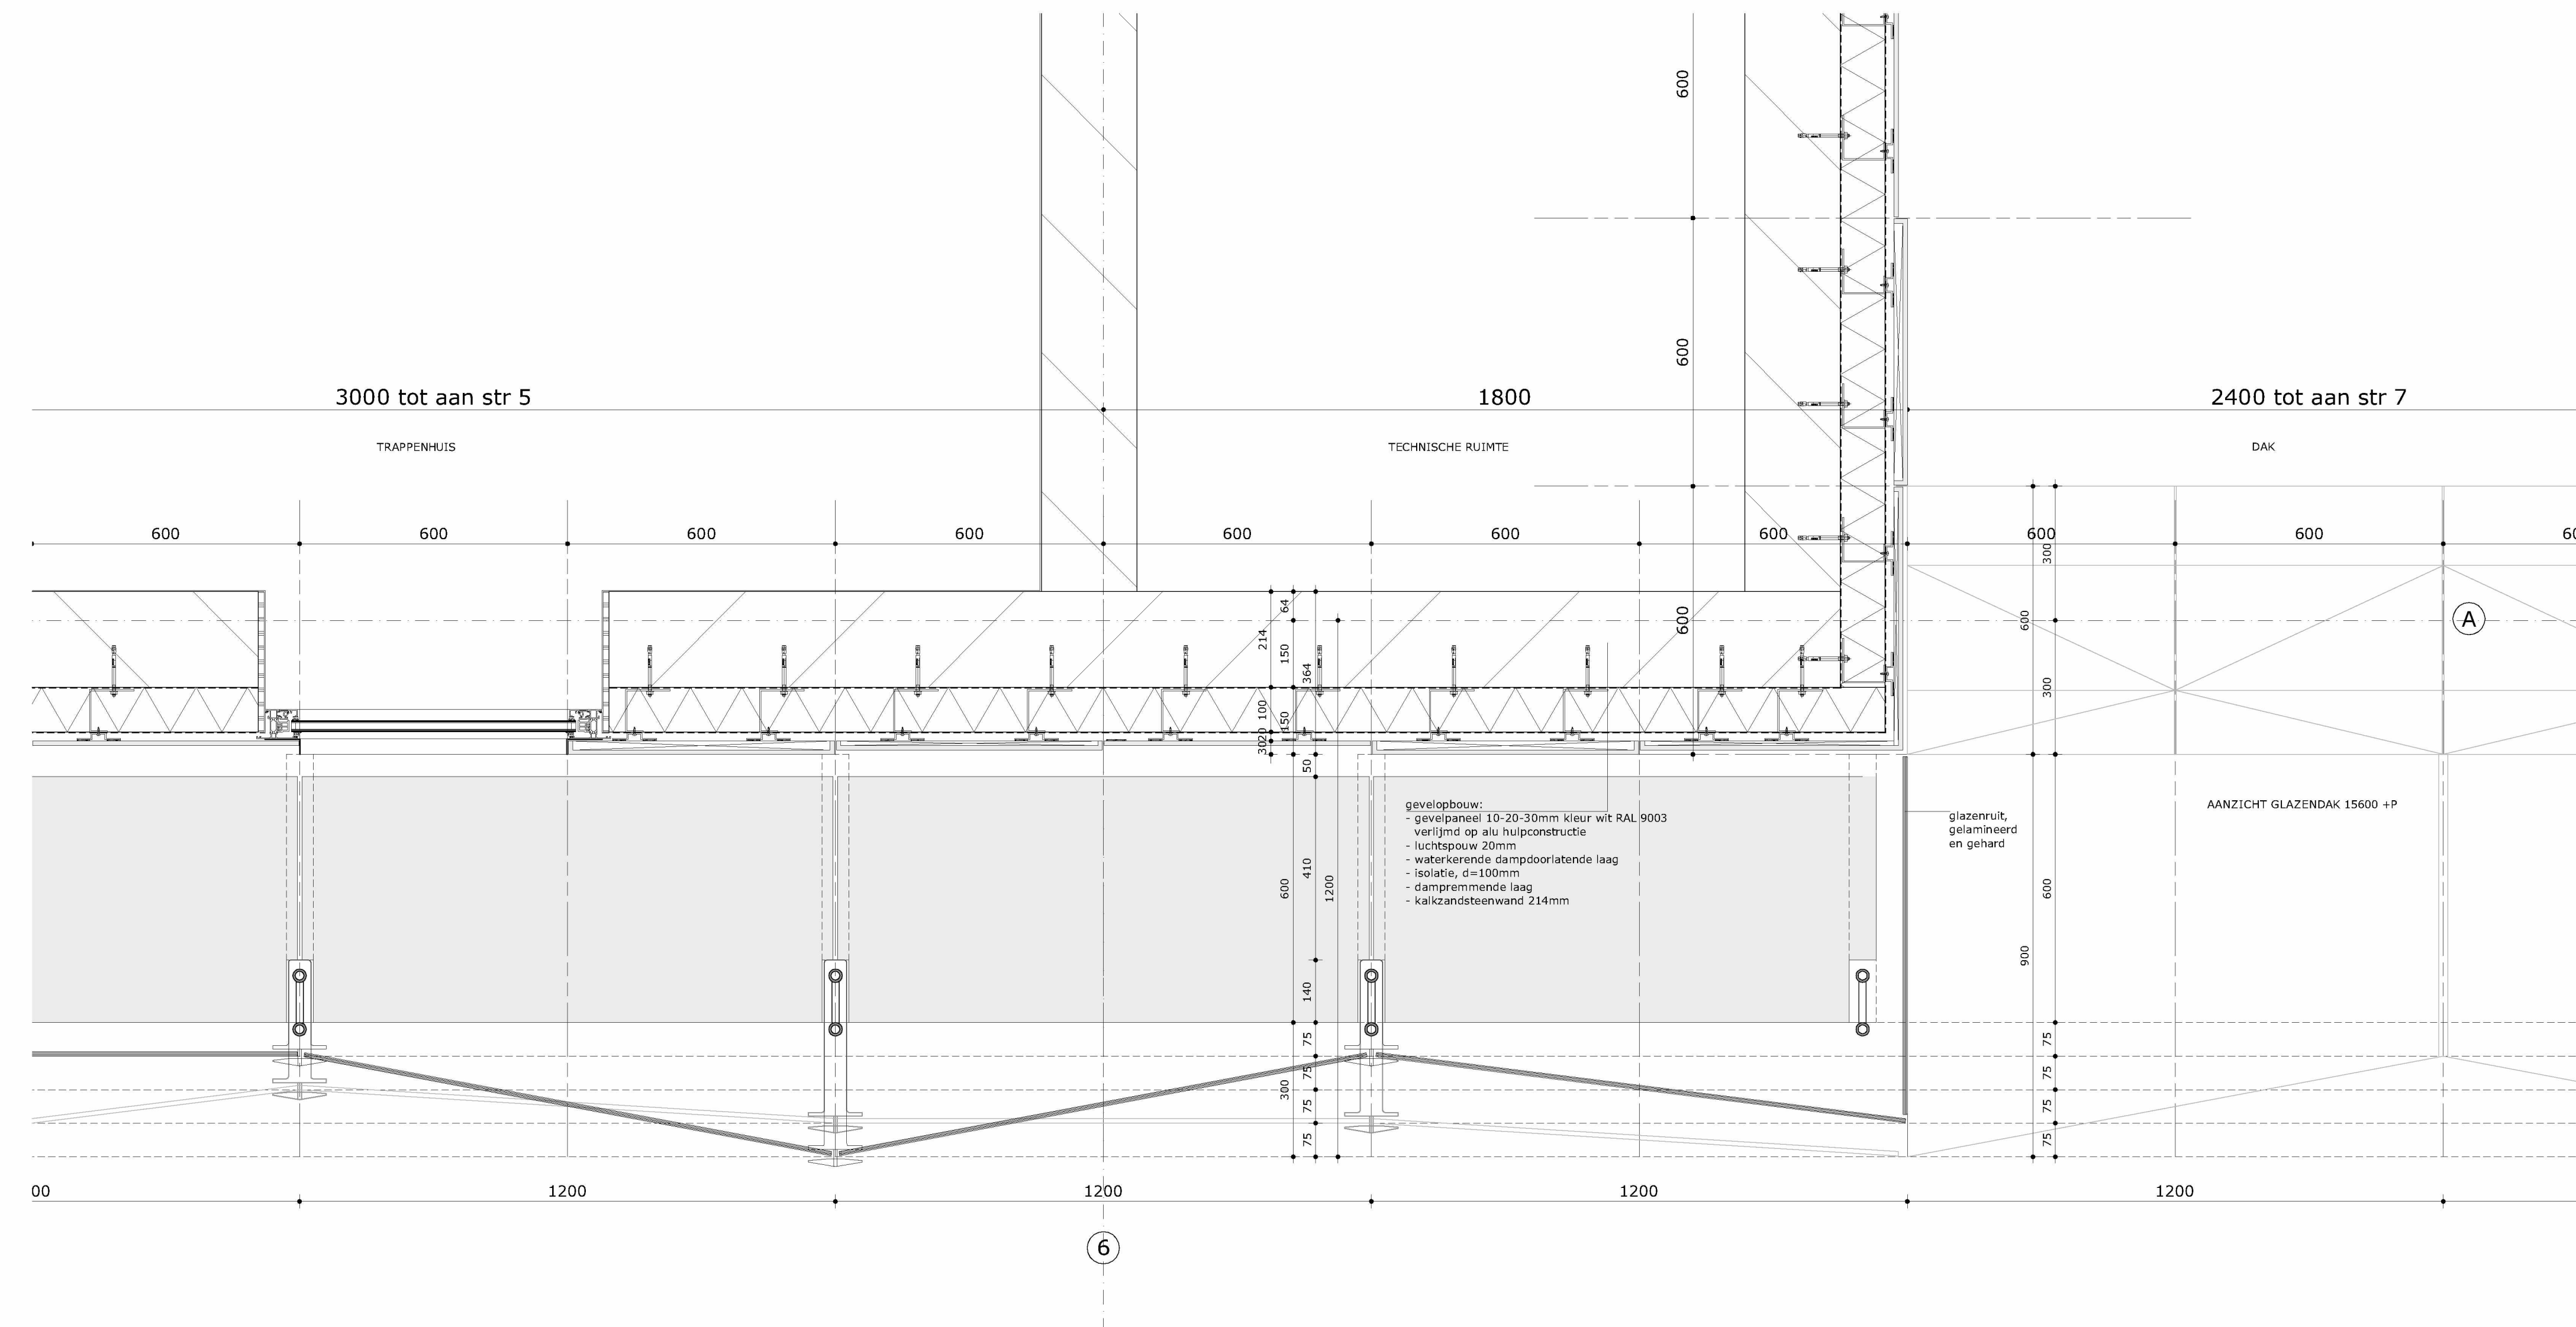 600
600
3000 tot aan str 5
1800
2400 tot aan str 7
TRAPPENHUIS
TECHNISCHE RUIMTE
DAK
600
600
600
600
600
600
600
600
600
60
300
64
214
150
364
600
600
A
300
100
150
3020
50
gevelopbouw:
- gevelpaneel 10-20-30mm kleur wit RAL 9003
verlijmd op alu hulpconstructie
- luchtspouw 20mm
- waterkerende dampdoorlatende laag
- isolatie, d=100mm
- dampremmende laag
- kalkzandsteenwand 214mm
glazenruit,
gelamineerd
en gehard
AANZICHT GLAZENDAK 15600 +P
410
600
1200
600
900
140
75
75
75
75
300
75
75
75
75
00
1200
1200
1200
1200
6